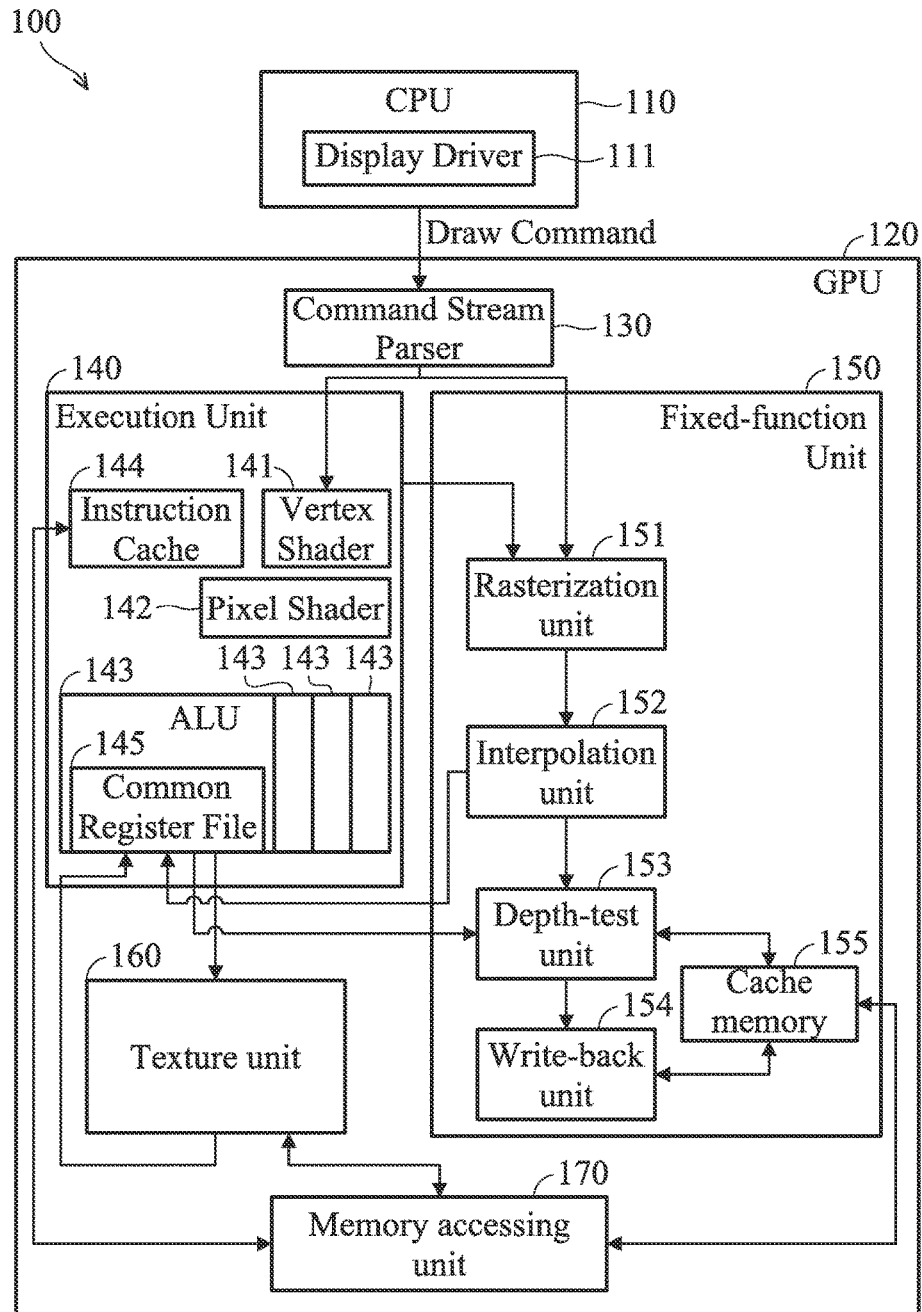 100
CPU
110
Display Driver
111
Draw Command
120
GPU
Command Stream
Parser
130
140
Execution Unit
150
Fixed-function
Unit
144
Instruction
Cache
141
Vertex
Shader
142
Pixel Shader
151
Rasterization
unit
143
143
143
143
ALU
145
Common
Register File
152
Interpolation
unit
153
Depth-test
unit
155
Cache
memory
154
Write-back
unit
160
Texture unit
170
Memory accessing
unit